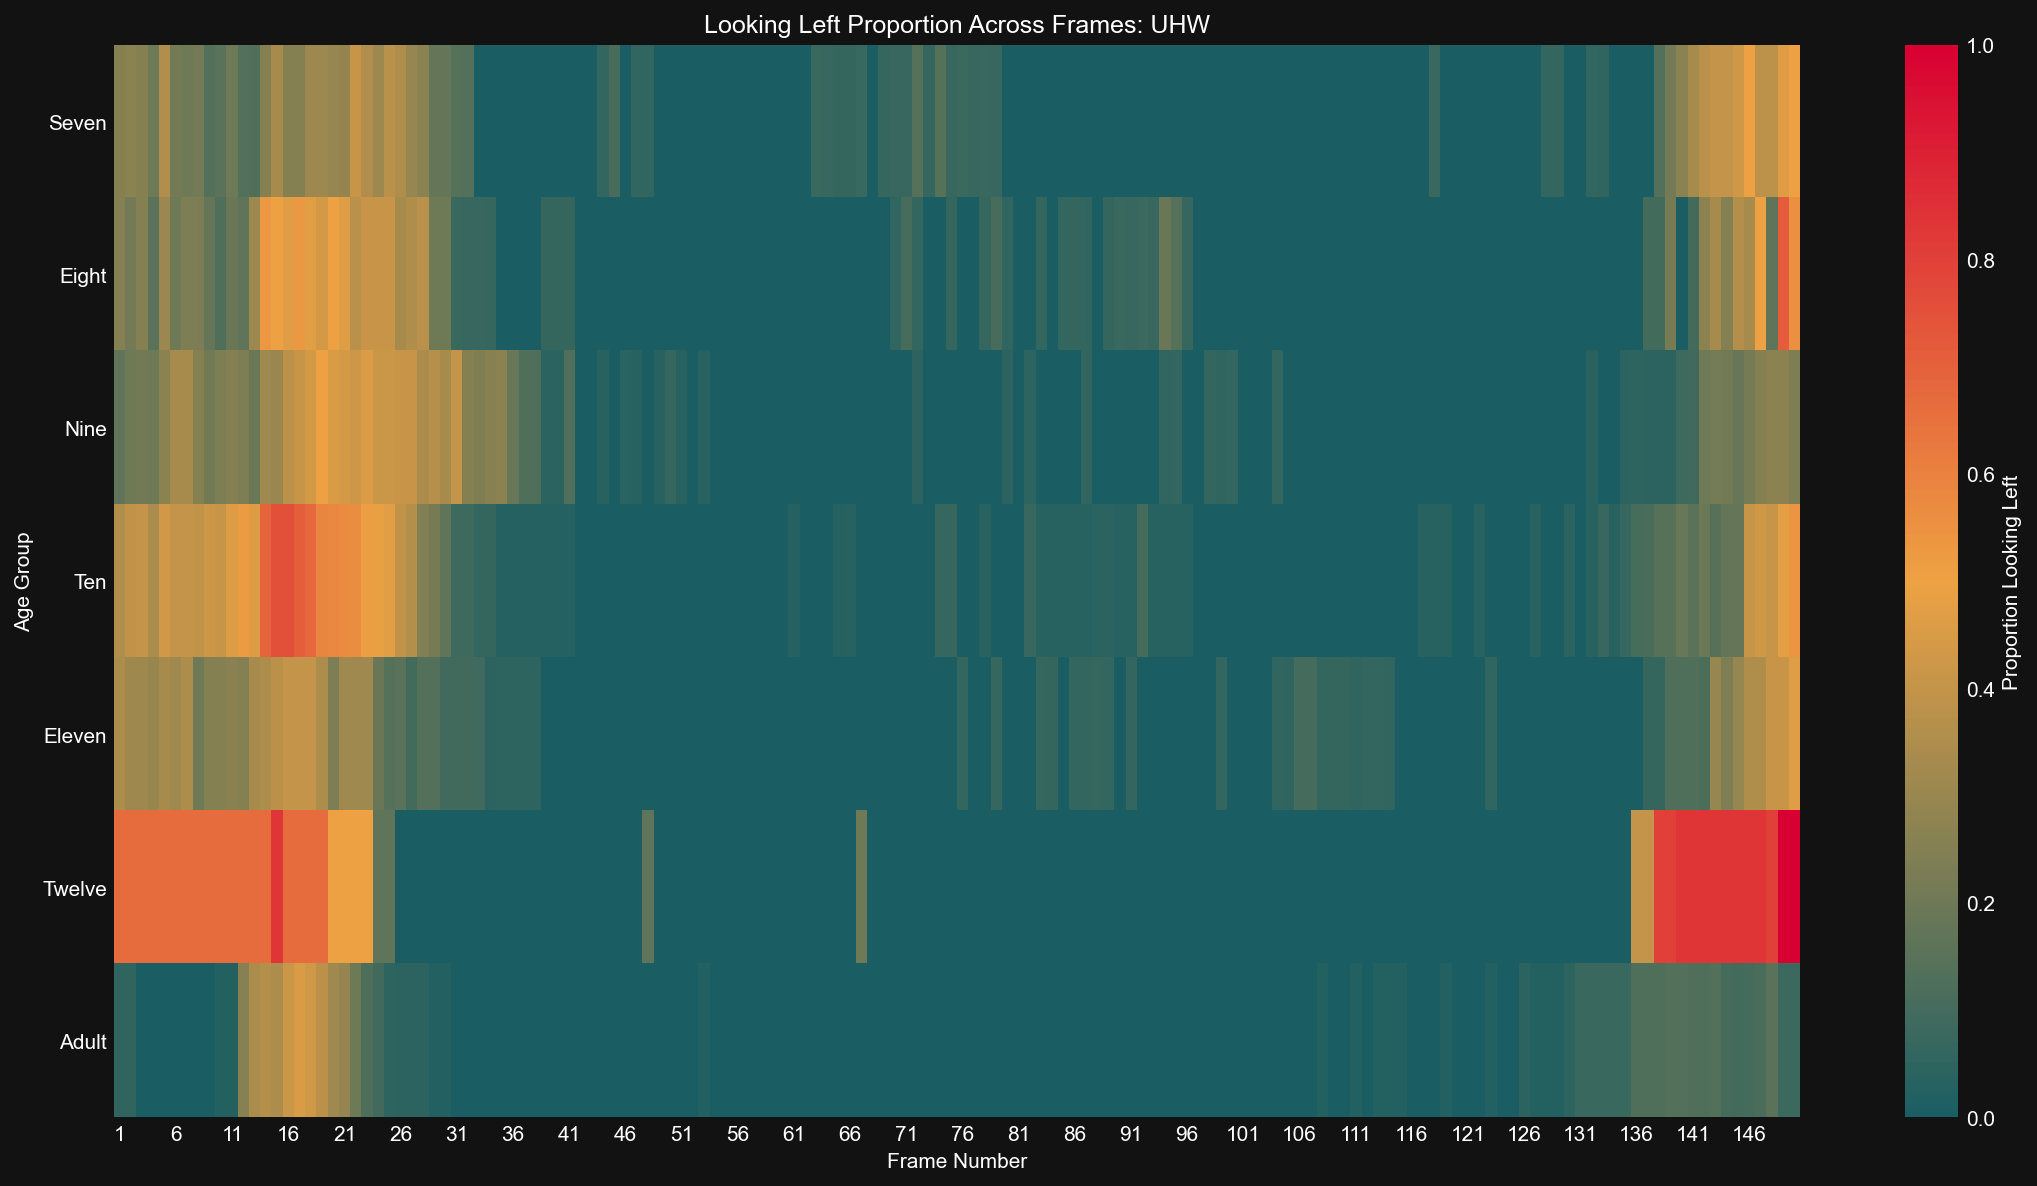 Looking Left Proportion Across Frames: UHW
Age Group
Seven
Eight
Nine
Ten
Eleven
Twelve
Adult
1 6 11 16 21 26 31 36 41 46 51 56 61 66 71 76 81 86 91 96 101 106 111 116 121 126 131 136 141 146
Frame Number
1.0
0.8
0.6
0.4
0.2
0.0
Proportion Looking Left